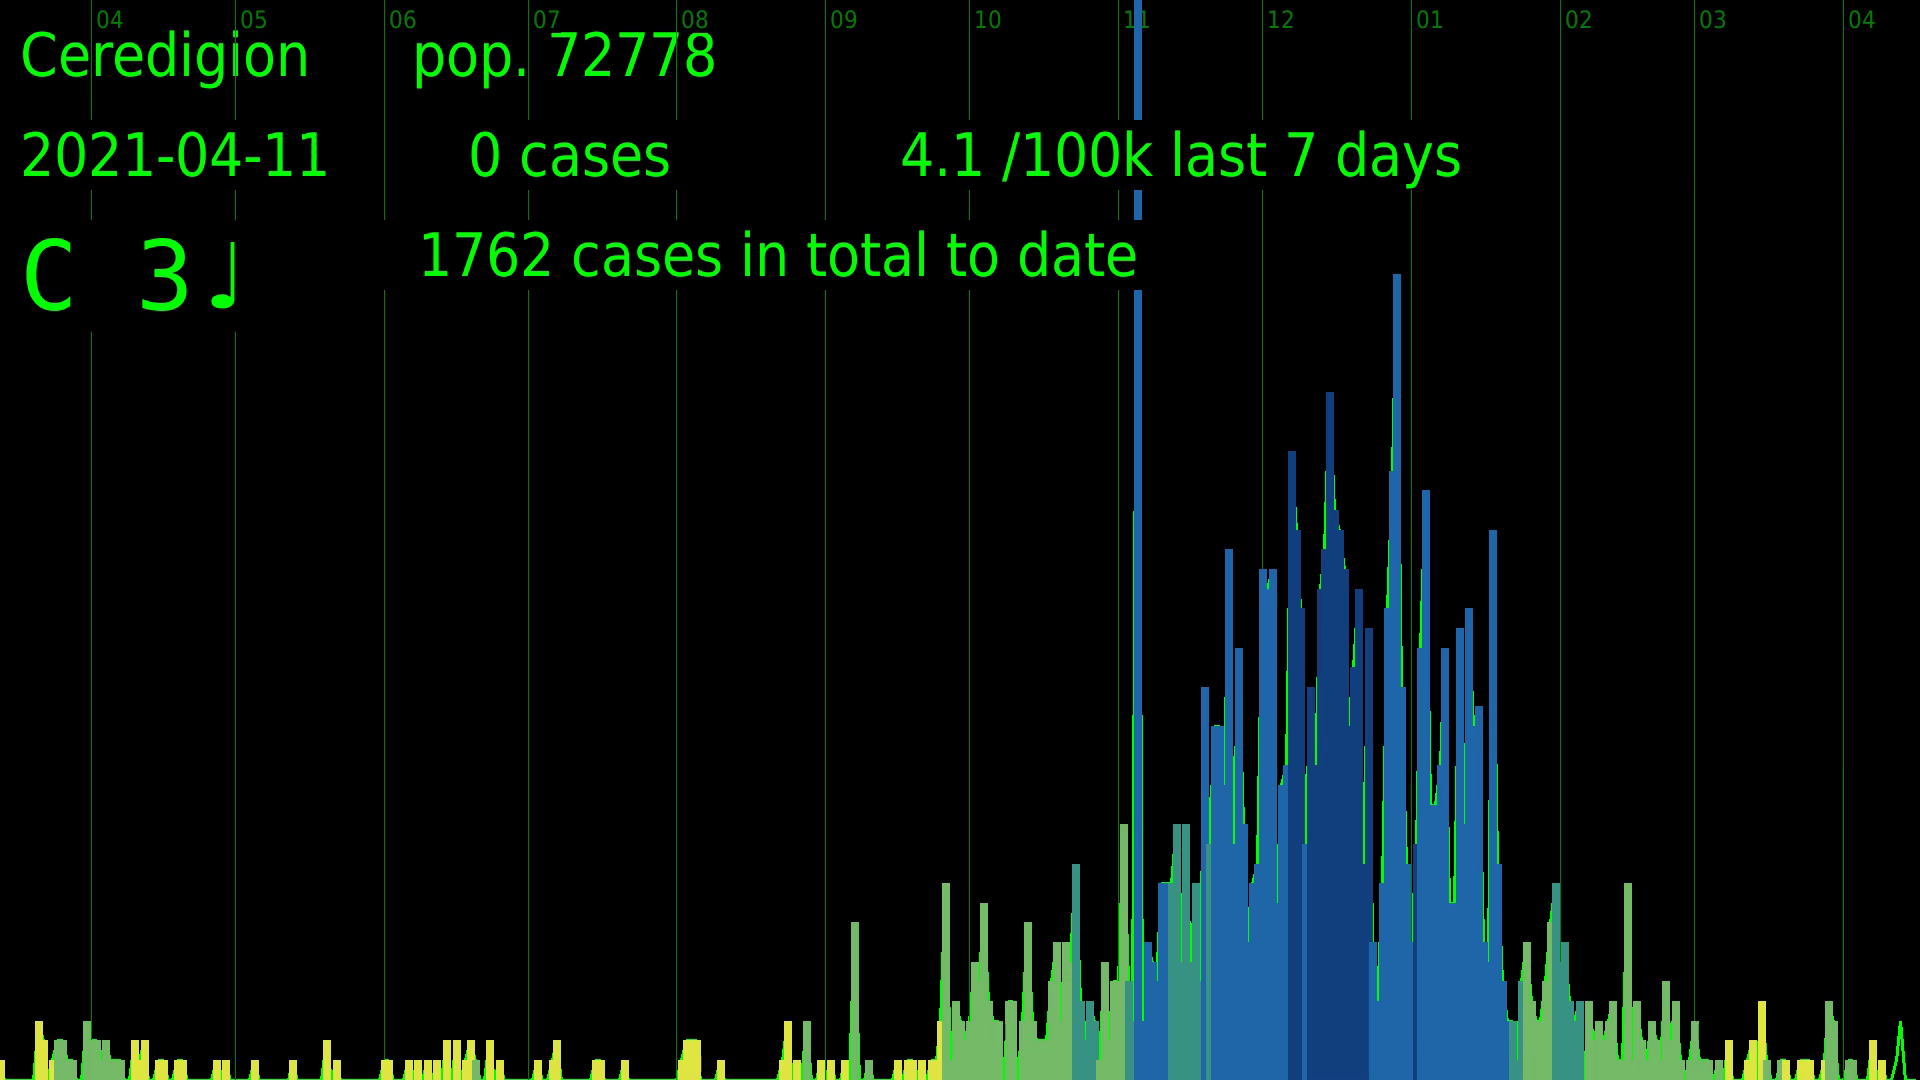 04 05 06 07 08 09 10 11 12 01 02 03 04
Ceredigion pop. 72778
2021-04-11 0 cases 4.1 /100k last 7 days
C 3♩ 1762 cases in total to date